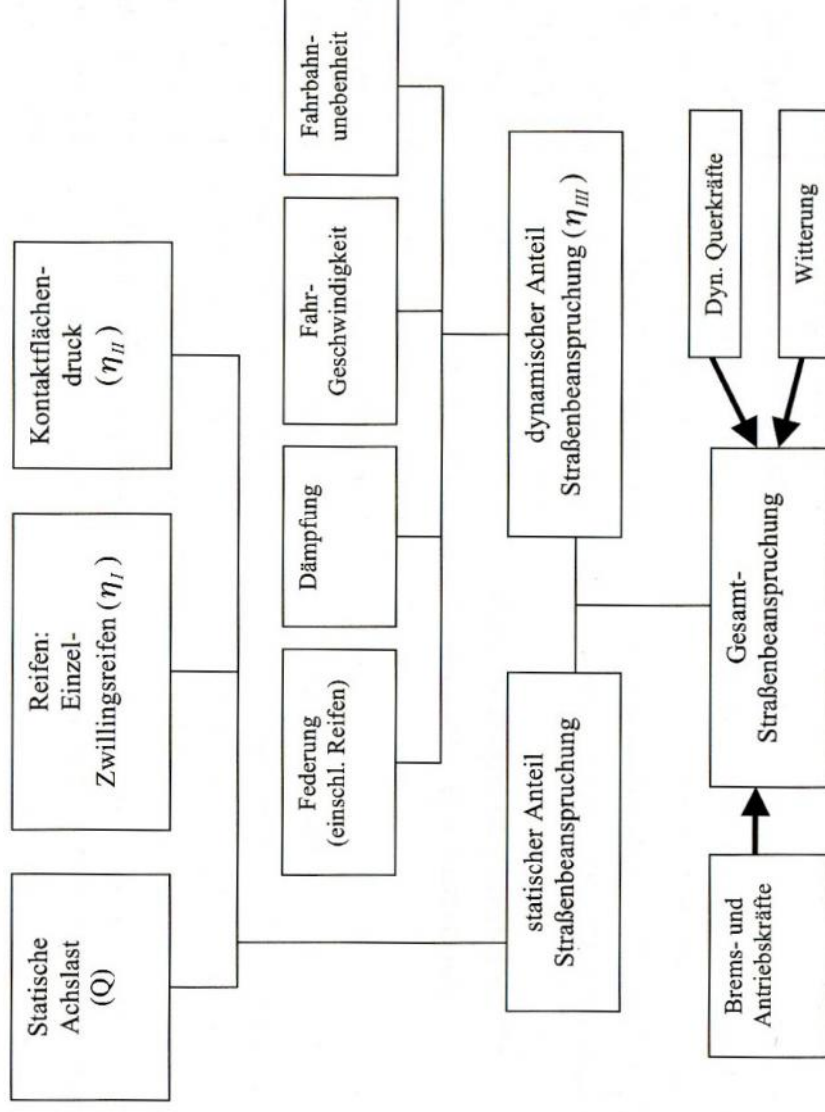 Statische
Achslast
(Q)
Reifen:
Einzel-
Zwillingsreifen (η_I)
Kontaktflächen-
druck
(η_II)
Federung
(einschl. Reifen)
Dämpfung
Fahr-
Geschwindigkeit
Fahrbahn-
unebenheit
statischer Anteil
Straßenbeanspruchung
dynamischer Anteil
Straßenbeanspruchung (η_III)
Brems- und
Antriebskräfte
Gesamt-
Straßenbeanspruchung
Dyn. Querkräfte
Witterung